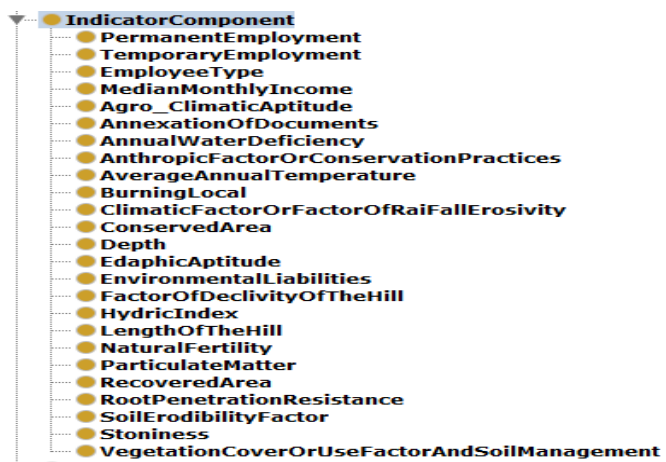 IndicatorComponent
PermanentEmployment
TemporaryEmployment
EmployeeType
MedianMonthlyIncome
Agro_ClimaticAptitude
AnnexationOfDocuments
AnnualWaterDeficiency
AnthropicFactorOrConservationPractices
AverageAnnualTemperature
BurningLocal
ClimaticFactorOrFactorOfRaiFallErosivity
ConservedArea
Depth
EdaphicAptitude
EnvironmentalLiabilities
FactorOfDeclivityOfTheHill
HydricIndex
LengthOfTheHill
NaturalFertility
ParticulateMatter
RecoveredArea
RootPenetrationResistance
SoilErodibilityFactor
Stoniness
VegetationCoverOrUseFactorAndSoilManagement